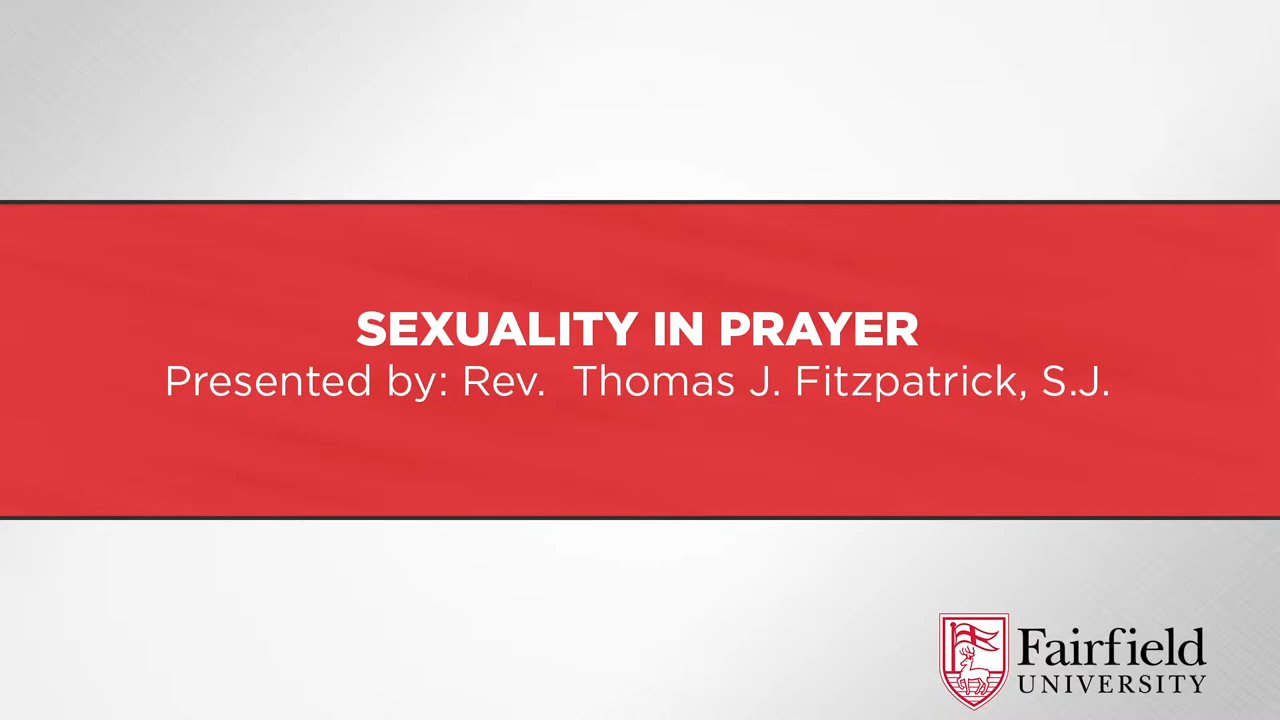 SEXUALITY IN PRAYER
Presented by: Rev.  Thomas J. Fitzpatrick, S.J.
Fairfield
UNIVERSITY